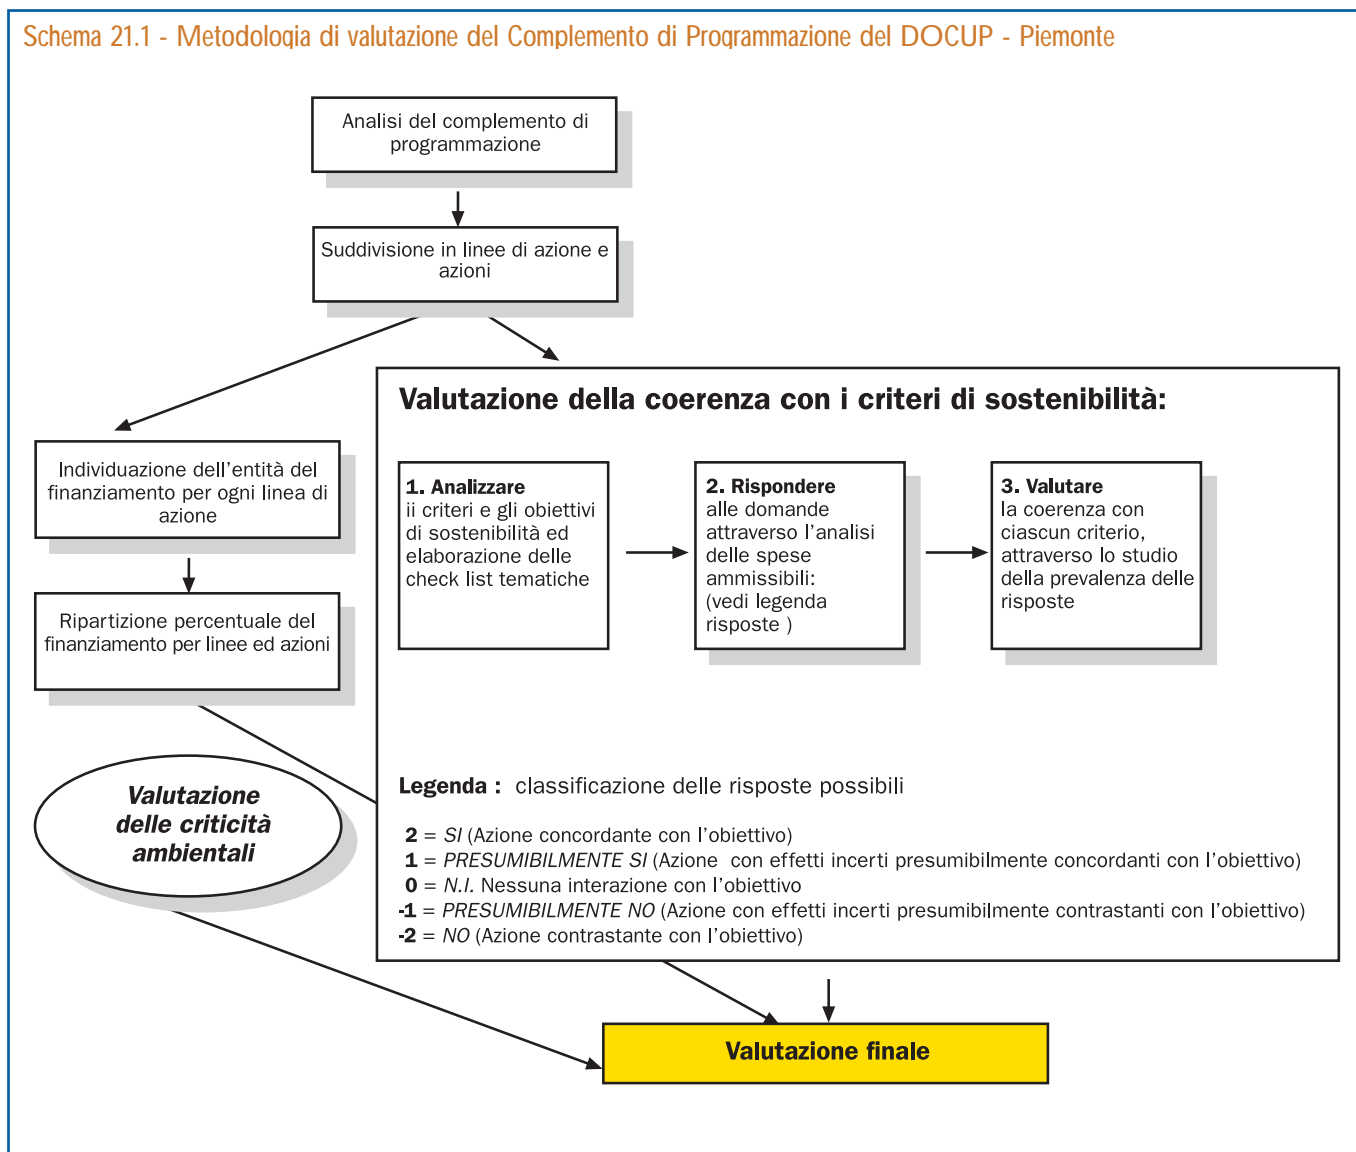 Schema 21.1 - Metodologia di valutazione del Complemento di Programmazione del DOCUP - Piemonte
Analisi del complemento di
programmazione
Suddivisione in linee di azione e
azioni
Individuazione dell'entità del
finanziamento per ogni linea di
azione
Ripartizione percentuale del
finanziamento per linee ed azioni
Valutazione
delle criticità
ambientali
Valutazione della coerenza con i criteri di sostenibilità:
1. Analizzare
ii criteri e gli obiettivi
di sostenibilità ed
elaborazione delle
check list tematiche
2. Rispondere
alle domande
attraverso l'analisi
delle spese
ammissibili:
(vedi legenda
risposte )
3. Valutare
la coerenza con
ciascun criterio,
attraverso lo studio
della prevalenza delle
risposte
Legenda : classificazione delle risposte possibili
2 = SI (Azione concordante con l'obiettivo)
1 = PRESUMIBILMENTE SI (Azione con effetti incerti presumibilmente concordanti con l'obiettivo)
0 = N.I. Nessuna interazione con l'obiettivo
-1 = PRESUMIBILMENTE NO (Azione con effetti incerti presumibilmente contrastanti con l'obiettivo)
-2 = NO (Azione contrastante con l'obiettivo)
Valutazione finale